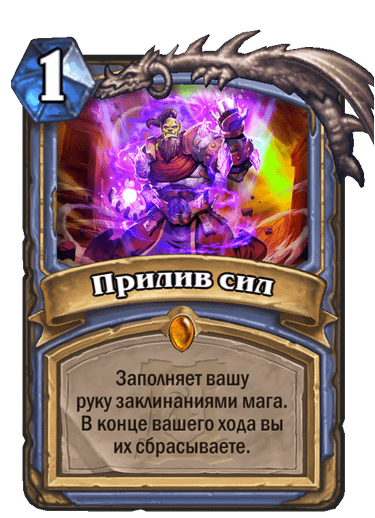 1
Прилив сил
Заполняет вашу
руку заклинаниями мага.
В конце вашего хода вы
их сбрасываете.